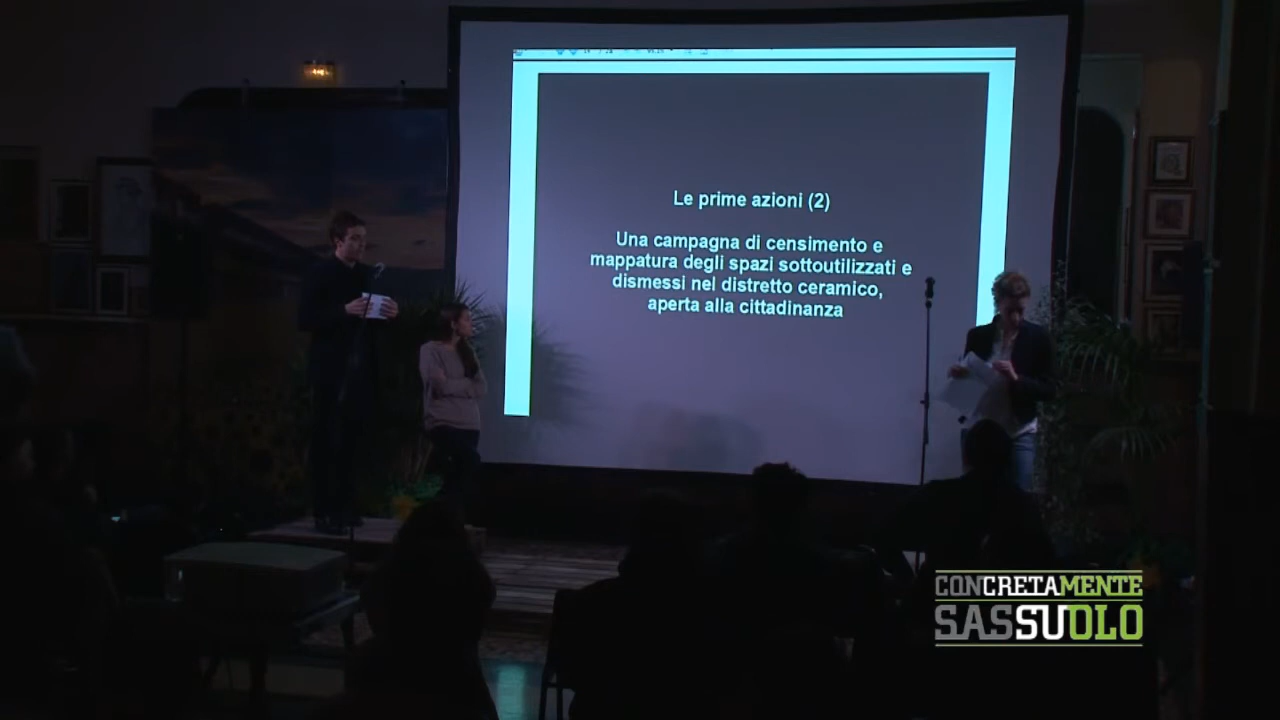 Le prime azioni (2)
Una campagna di censimento e
mappatura degli spazi sottoutilizzati e
dismessi nel distretto ceramico,
aperta alla cittadinanza
CONCRETAMENTE
SASSUOLO